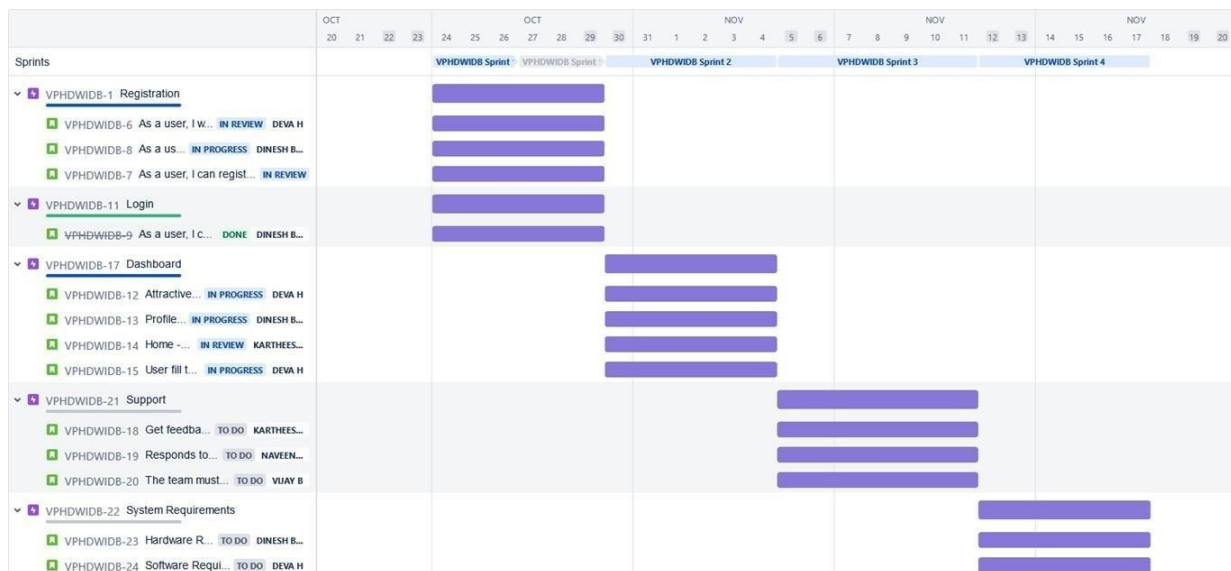 OCT OCT NOV NOV NOV
20 21 22 23 24 25 26 27 28 29 30 31 1 2 3 4 5 6 7 8 9 10 11 12 13 14 15 16 17 18 19 20
Sprints VPHDWIDB Sprint VPHDWIDB Sprint VPHDWIDB Sprint 2 VPHDWIDB Sprint 3 VPHDWIDB Sprint 4
VPHDWIDB-1 Registration
VPHDWIDB-6 As a user, I w... IN REVIEW DEVA H
VPHDWIDB-8 As a us... IN PROGRESS DINESH B...
VPHDWIDB-7 As a user, I can regist... IN REVIEW
VPHDWIDB-11 Login
VPHDWIDB-9 As a user, I c... DONE DINESH B...
VPHDWIDB-17 Dashboard
VPHDWIDB-12 Attractive... IN PROGRESS DEVA H
VPHDWIDB-13 Profile... IN PROGRESS DINESH B...
VPHDWIDB-14 Home -... IN REVIEW KARTHEES...
VPHDWIDB-15 User fill t... IN PROGRESS DEVA H
VPHDWIDB-21 Support
VPHDWIDB-18 Get feedba... TO DO KARTHEES...
VPHDWIDB-19 Responds to... TO DO NAVEEN...
VPHDWIDB-20 The team must... TO DO VIJAY B
VPHDWIDB-22 System Requirements
VPHDWIDB-23 Hardware R... TO DO DINESH B...
VPHDWIDB-24 Software Requi... TO DO DEVA H